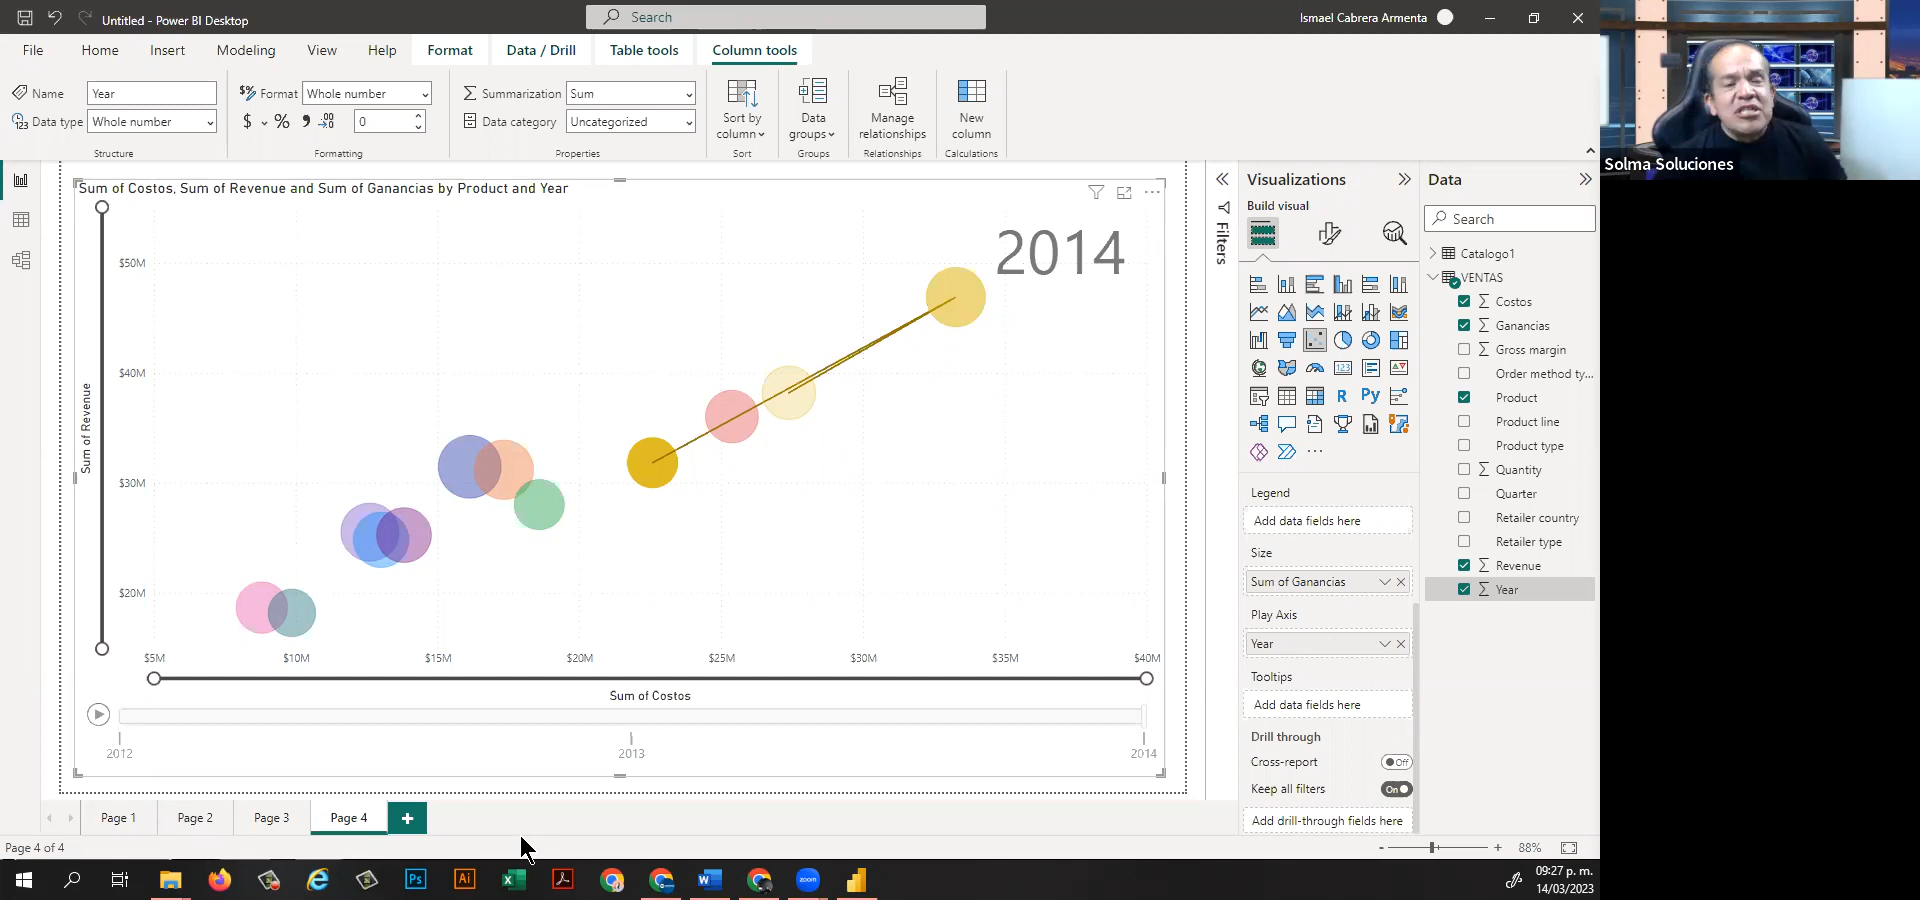 Untitled - Power BI Desktop
Search
Ismael Cabrera Armenta
File
Home
Insert
Modeling
View
Help
Format
Data / Drill
Table tools
Column tools
Name
Year
Data type
Whole number
Structure
Format
Whole number
$
%
0
Formatting
Summarization
Sum
Data category
Uncategorized
Properties
Sort by
column
Sort
Data
groups
Groups
Manage
relationships
Relationships
New
column
Calculations
Solma Soluciones
Sum of Costos, Sum of Revenue and Sum of Ganancias by Product and Year
2014
Sum of Revenue
$50M
$40M
$30M
$20M
$5M
$10M
$15M
$20M
$25M
$30M
$35M
$40M
Sum of Costos
2012
2013
2014
Filters
Visualizations
Build visual
123
R
Py
Legend
Add data fields here
Size
Sum of Ganancias
Play Axis
Year
Tooltips
Add data fields here
Drill through
Cross-report
Off
Keep all filters
On
Add drill-through fields here
Data
Search
Catalogo1
VENTAS
Costos
Ganancias
Gross margin
Order method ty...
Product
Product line
Product type
Quantity
Quarter
Retailer country
Retailer type
Revenue
Year
Page 1
Page 2
Page 3
Page 4
Page 4 of 4
88%
Ps
Ai
zoom
09:27 p. m.
14/03/2023